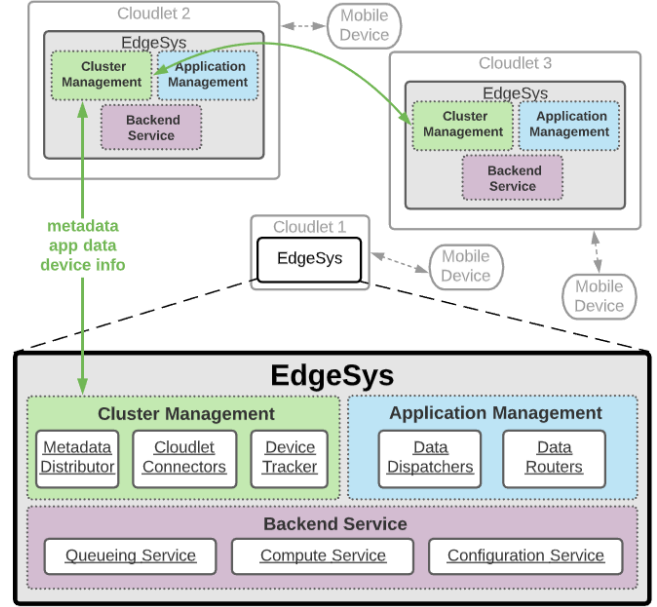 Cloudlet 2
Mobile
Device
EdgeSys
Cluster
Management
Application
Management
Backend
Service
Cloudlet 3
EdgeSys
Cluster
Management
Application
Management
Backend
Service
metadata
app data
device info
Cloudlet 1
EdgeSys
Mobile
Device
Mobile
Device
EdgeSys
Cluster Management
Metadata
Distributor
Cloudlet
Connectors
Device
Tracker
Application Management
Data
Dispatchers
Data
Routers
Backend Service
Queueing Service
Compute Service
Configuration Service